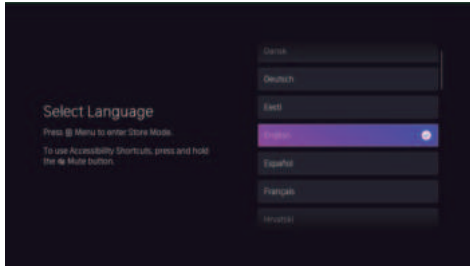 Select Language
Press Menu to enter Store Mode.
To use Accessibility Shortcuts, press and hold
the Mute button.
Dansk
Deutsch
Eesti
English
Español
Français
Hrvatski